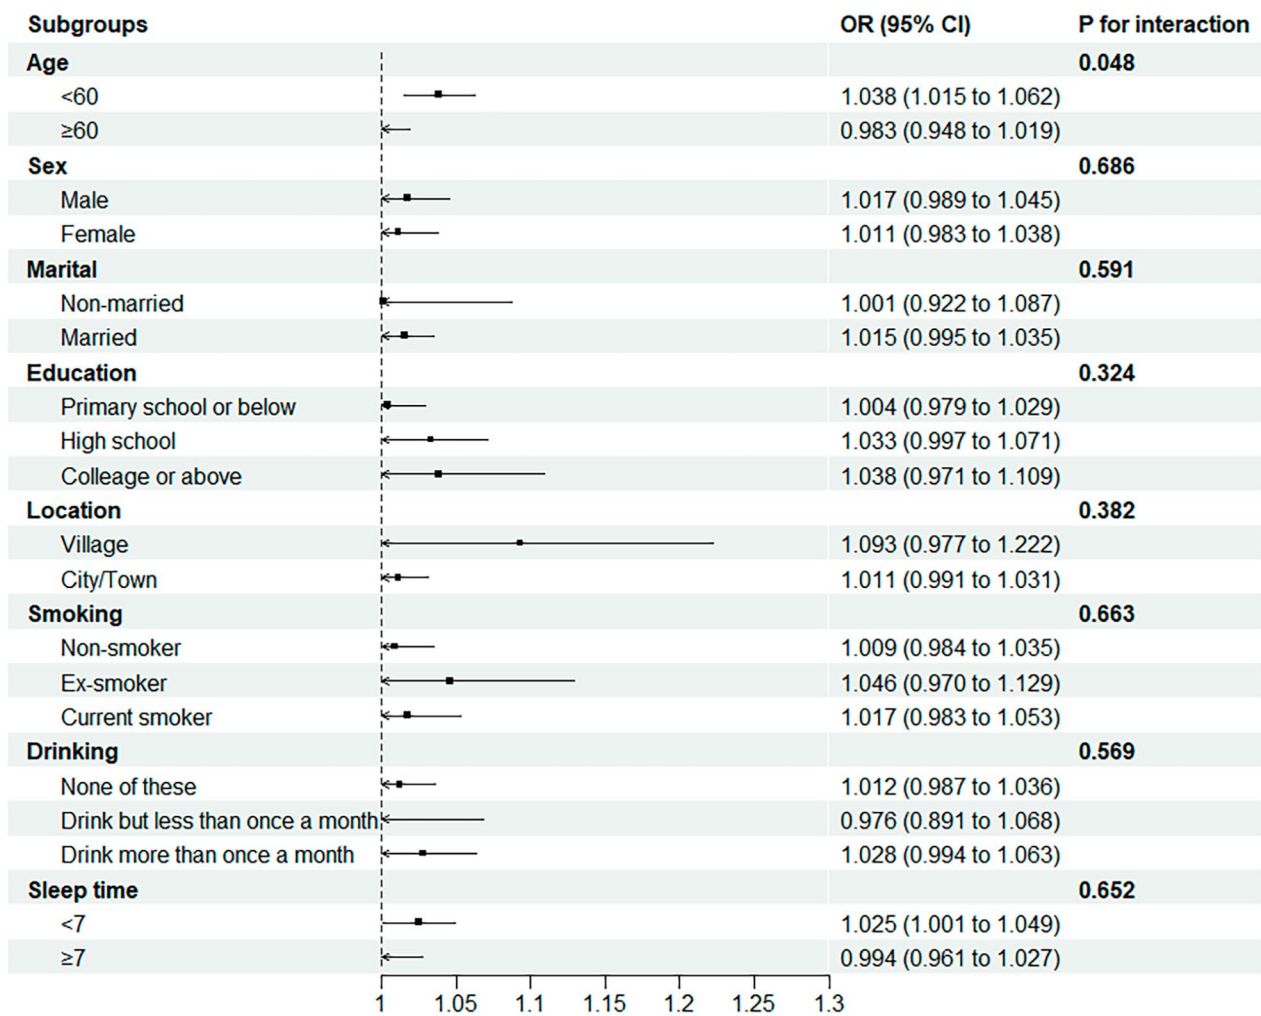 Subgroups OR (95% CI) P for interaction
Age 0.048
<60 1.038 (1.015 to 1.062)
≥60 0.983 (0.948 to 1.019)
Sex 0.686
Male 1.017 (0.989 to 1.045)
Female 1.011 (0.983 to 1.038)
Marital 0.591
Non-married 1.001 (0.922 to 1.087)
Married 1.015 (0.995 to 1.035)
Education 0.324
Primary school or below 1.004 (0.979 to 1.029)
High school 1.033 (0.997 to 1.071)
Colleage or above 1.038 (0.971 to 1.109)
Location 0.382
Village 1.093 (0.977 to 1.222)
City/Town 1.011 (0.991 to 1.031)
Smoking 0.663
Non-smoker 1.009 (0.984 to 1.035)
Ex-smoker 1.046 (0.970 to 1.129)
Current smoker 1.017 (0.983 to 1.053)
Drinking 0.569
None of these 1.012 (0.987 to 1.036)
Drink but less than once a month 0.976 (0.891 to 1.068)
Drink more than once a month 1.028 (0.994 to 1.063)
Sleep time 0.652
<7 1.025 (1.001 to 1.049)
≥7 0.994 (0.961 to 1.027)
1 1.05 1.1 1.15 1.2 1.25 1.3